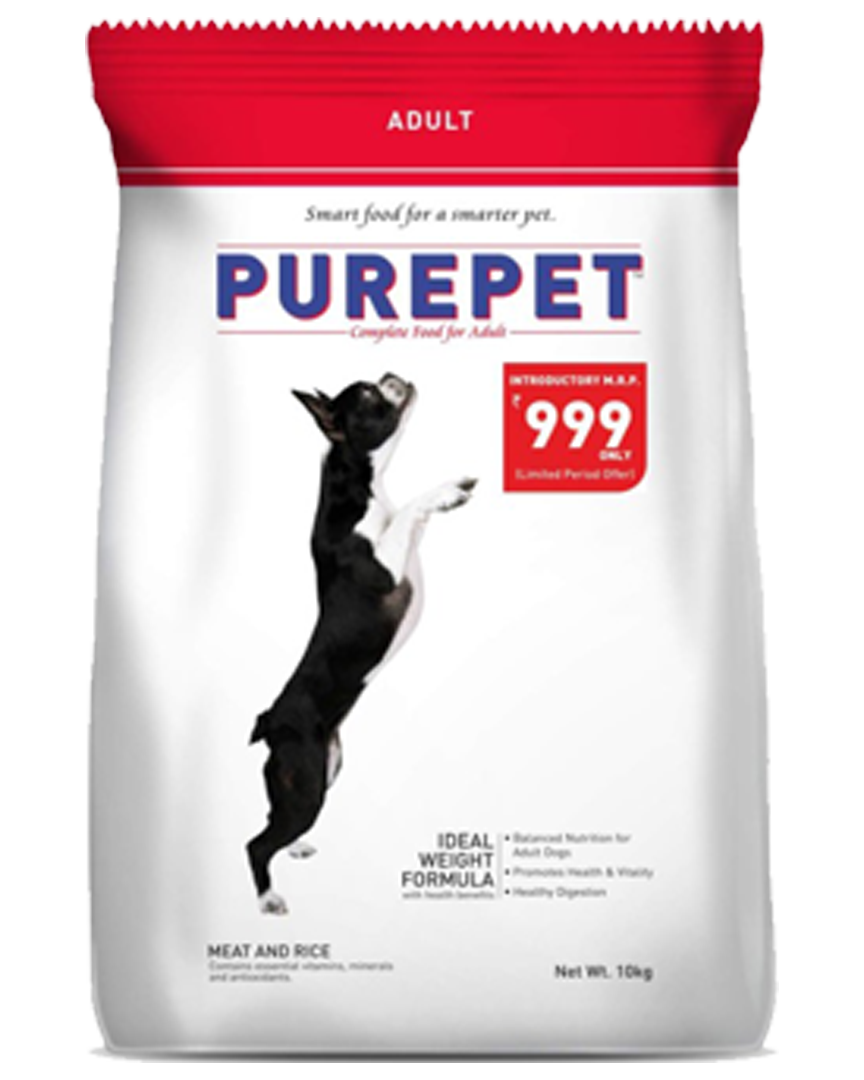 ADULT
Smart food for a smarter pet.
PUREPET™
Complete Food for Adult
INTRODUCTORY M.R.P.
₹ 999
ONLY
(Limited Period Offer)
IDEAL
WEIGHT
FORMULA
with health benefits
• Balanced Nutrition for
Adult Dogs
• Promotes Health & Vitality
• Healthy Digestion
MEAT AND RICE
Contains essential vitamins, minerals
and antioxidants.
Net Wt. 10kg